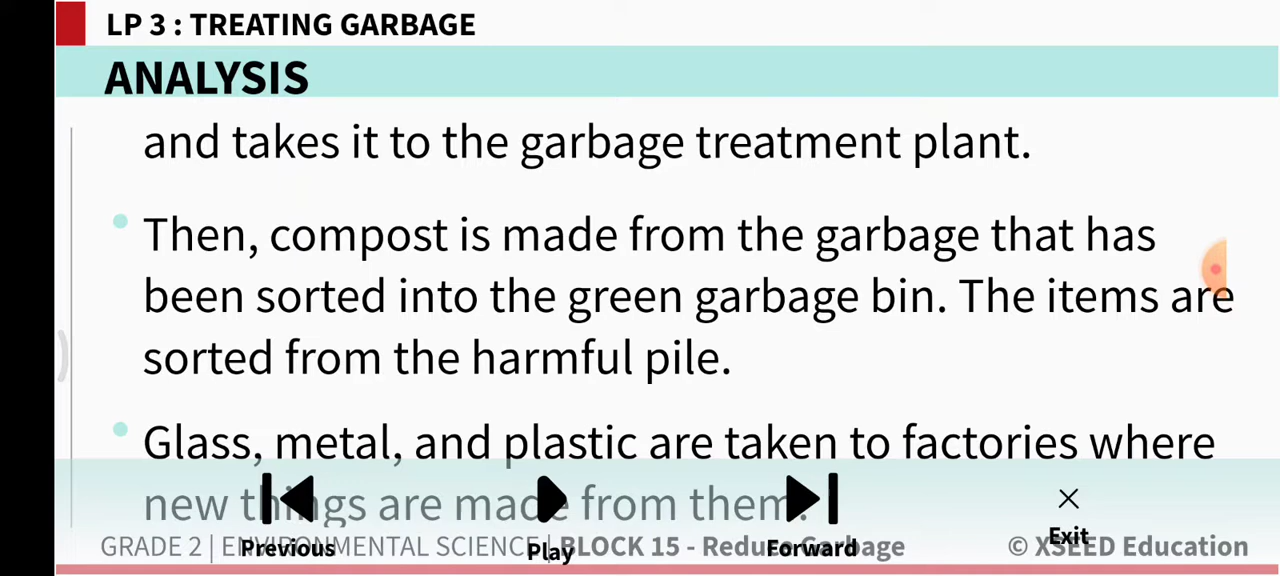 LP 3 : TREATING GARBAGE
ANALYSIS
and takes it to the garbage treatment plant.
Then, compost is made from the garbage that has
been sorted into the green garbage bin. The items are
sorted from the harmful pile.
Glass, metal, and plastic are taken to factories where
new things are made from them.
GRADE 2 | ENVIRONMENTAL SCIENCE | BLOCK 15 - Reduce Garbage © XSEED Education
Previous Play Forward Exit